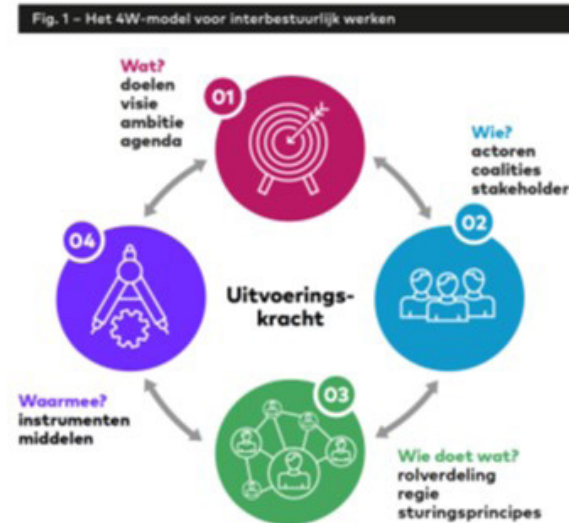 Fig. 1 – Het 4W-model voor interbestuurlijk werken
Wat?
doelen
visie
ambitie
agenda
01
Wie?
actoren
coalities
stakeholder
02
04
Uitvoerings-
kracht
Waarmee?
instrumenten
middelen
03
Wie doet wat?
rolverdeling
regie
sturingsprincipes